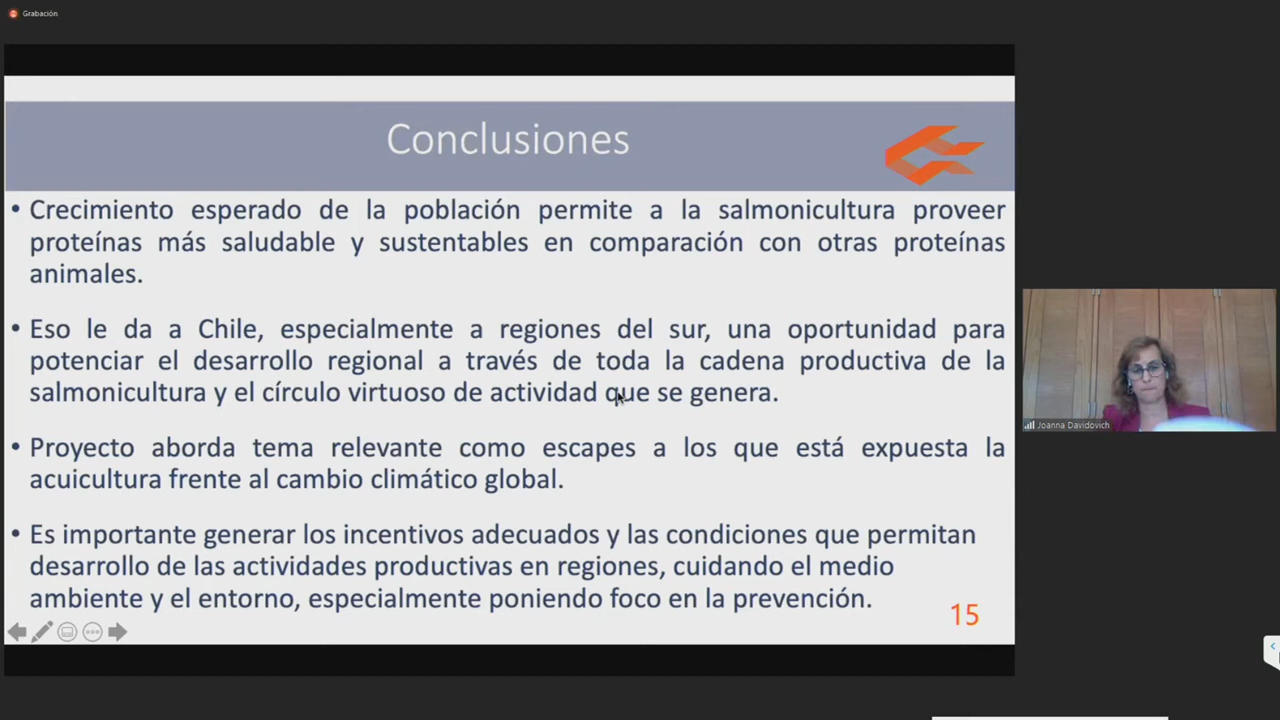 Grabación
Conclusiones
• Crecimiento esperado de la población permite a la salmonicultura proveer
proteínas más saludable y sustentables en comparación con otras proteínas
animales.
• Eso le da a Chile, especialmente a regiones del sur, una oportunidad para
potenciar el desarrollo regional a través de toda la cadena productiva de la
salmonicultura y el círculo virtuoso de actividad que se genera.
• Proyecto aborda tema relevante como escapes a los que está expuesta la
acuicultura frente al cambio climático global.
• Es importante generar los incentivos adecuados y las condiciones que permitan
desarrollo de las actividades productivas en regiones, cuidando el medio
ambiente y el entorno, especialmente poniendo foco en la prevención.
15
Joanna Davidovich